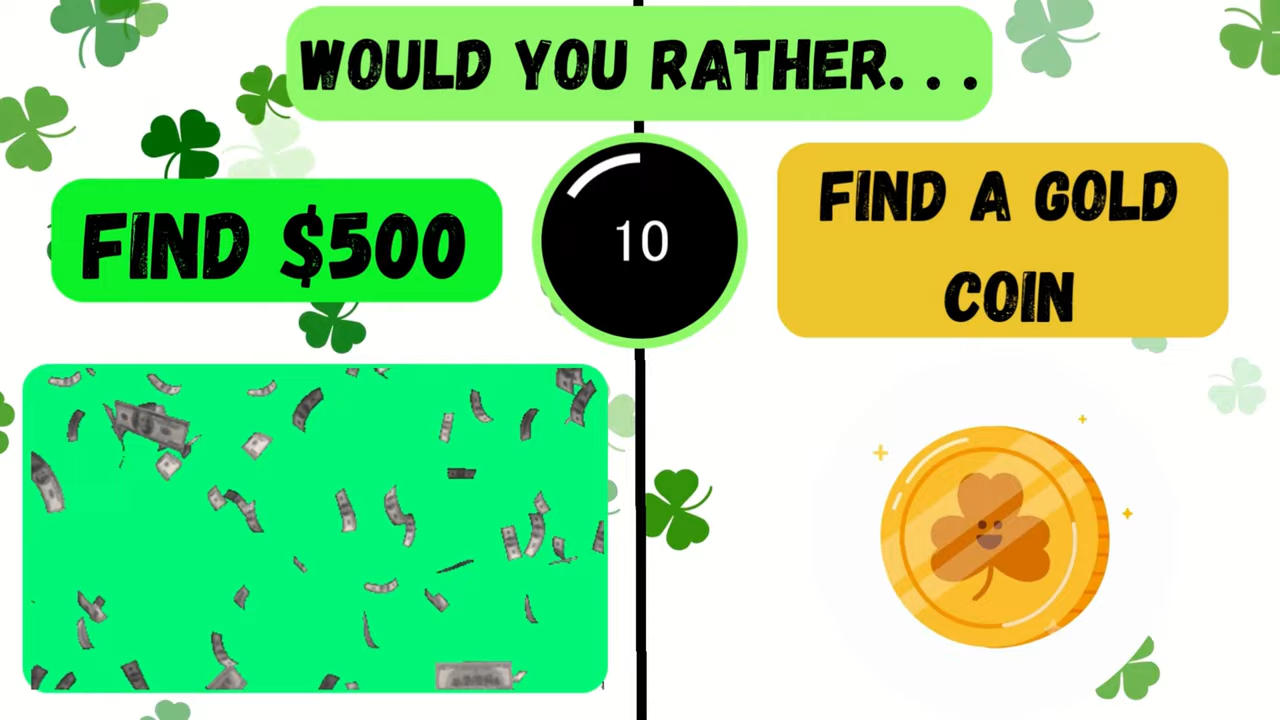 WOULD YOU RATHER. . .
FIND $500
10
FIND A GOLD
COIN